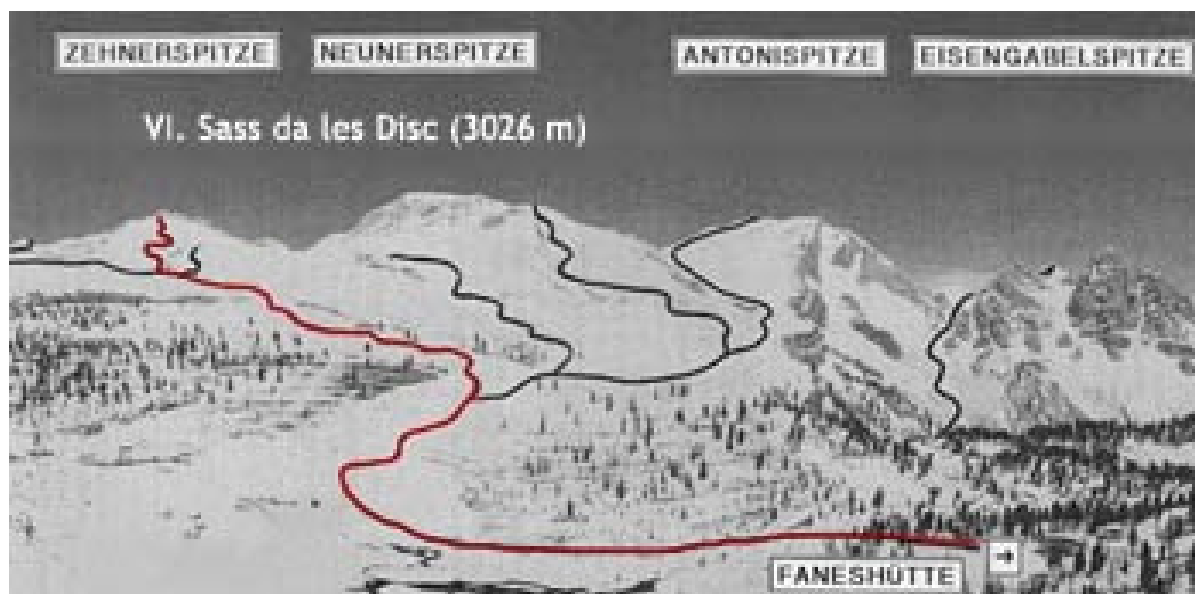 ZEHNERSPITZE
NEUNERSPITZE
ANTONISPITZE
EISENGABELSPITZE
VI. Sass da les Disc (3026 m)
FANESHÜTTE